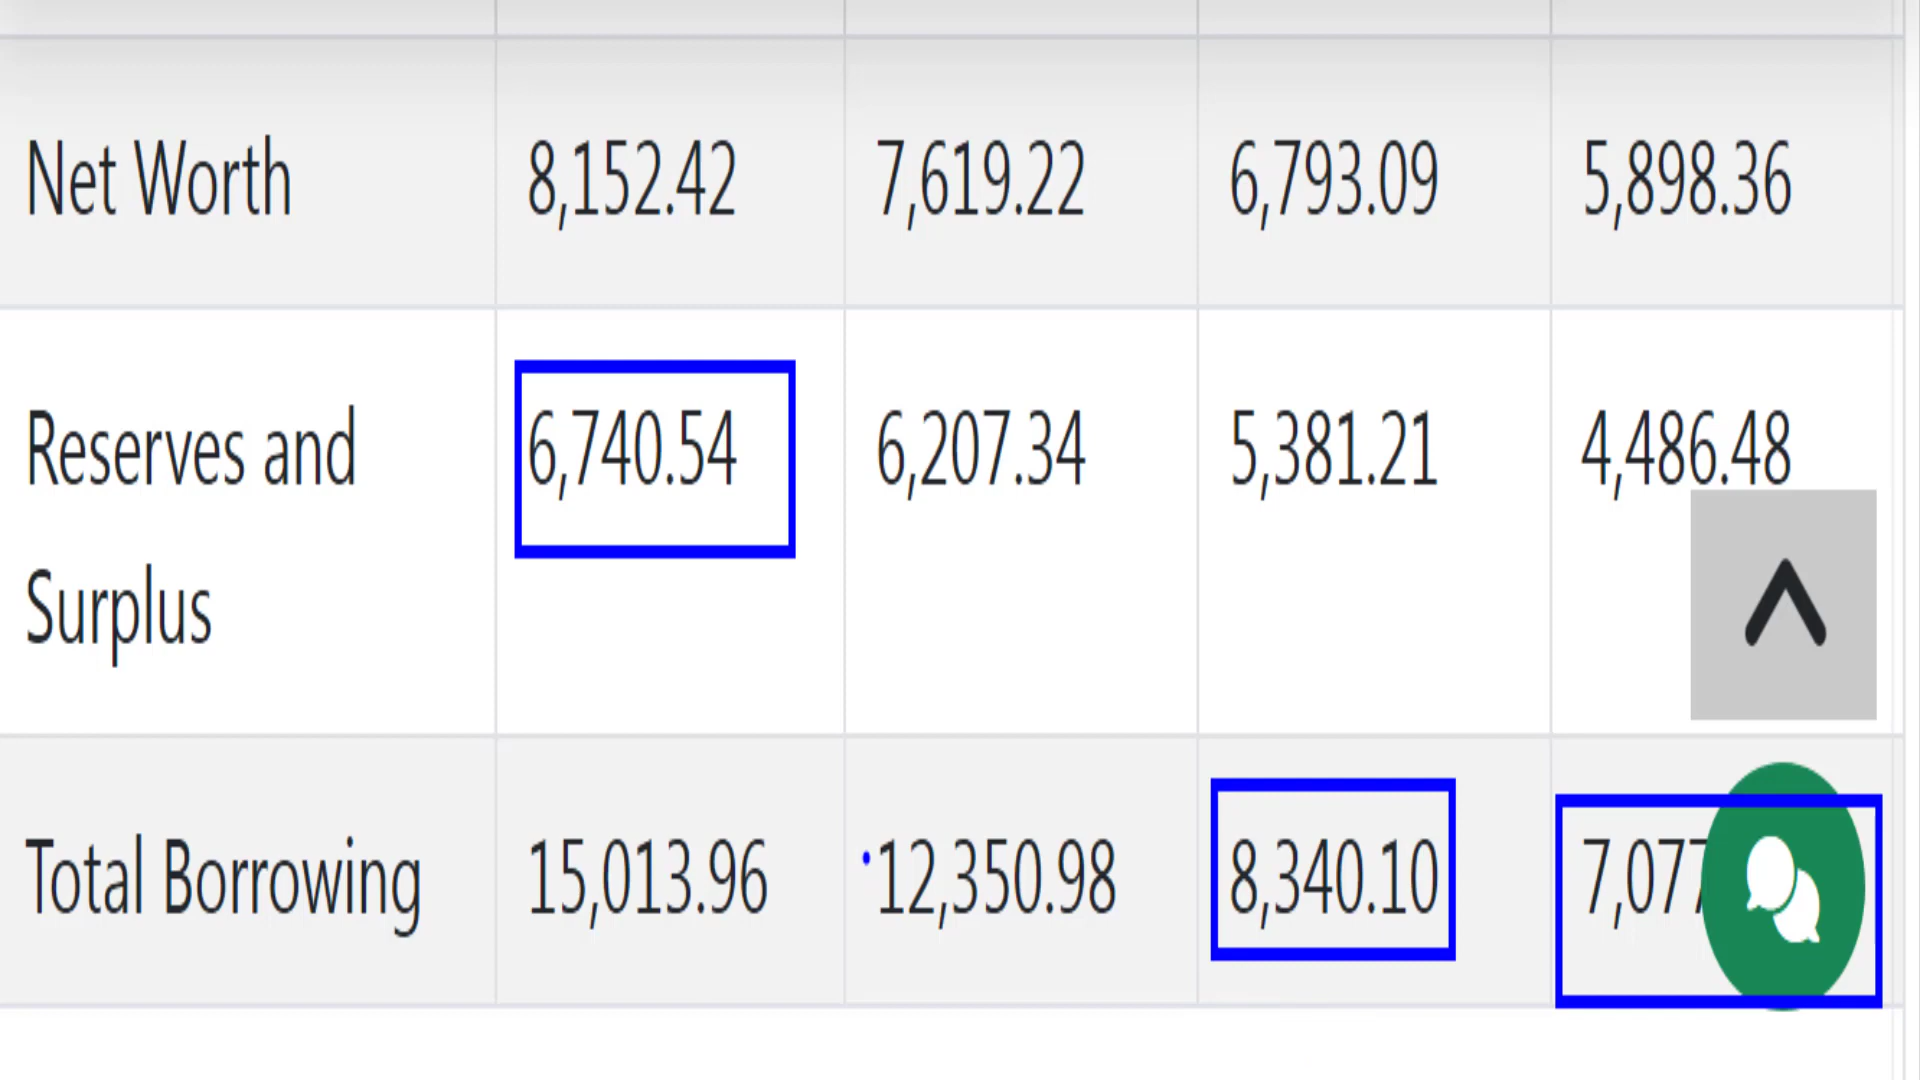 Net Worth 8,152.42 7,619.22 6,793.09 5,898.36
Reserves and 6,740.54 6,207.34 5,381.21 4,486.48
Surplus
Total Borrowing 15,013.96 12,350.98 8,340.10